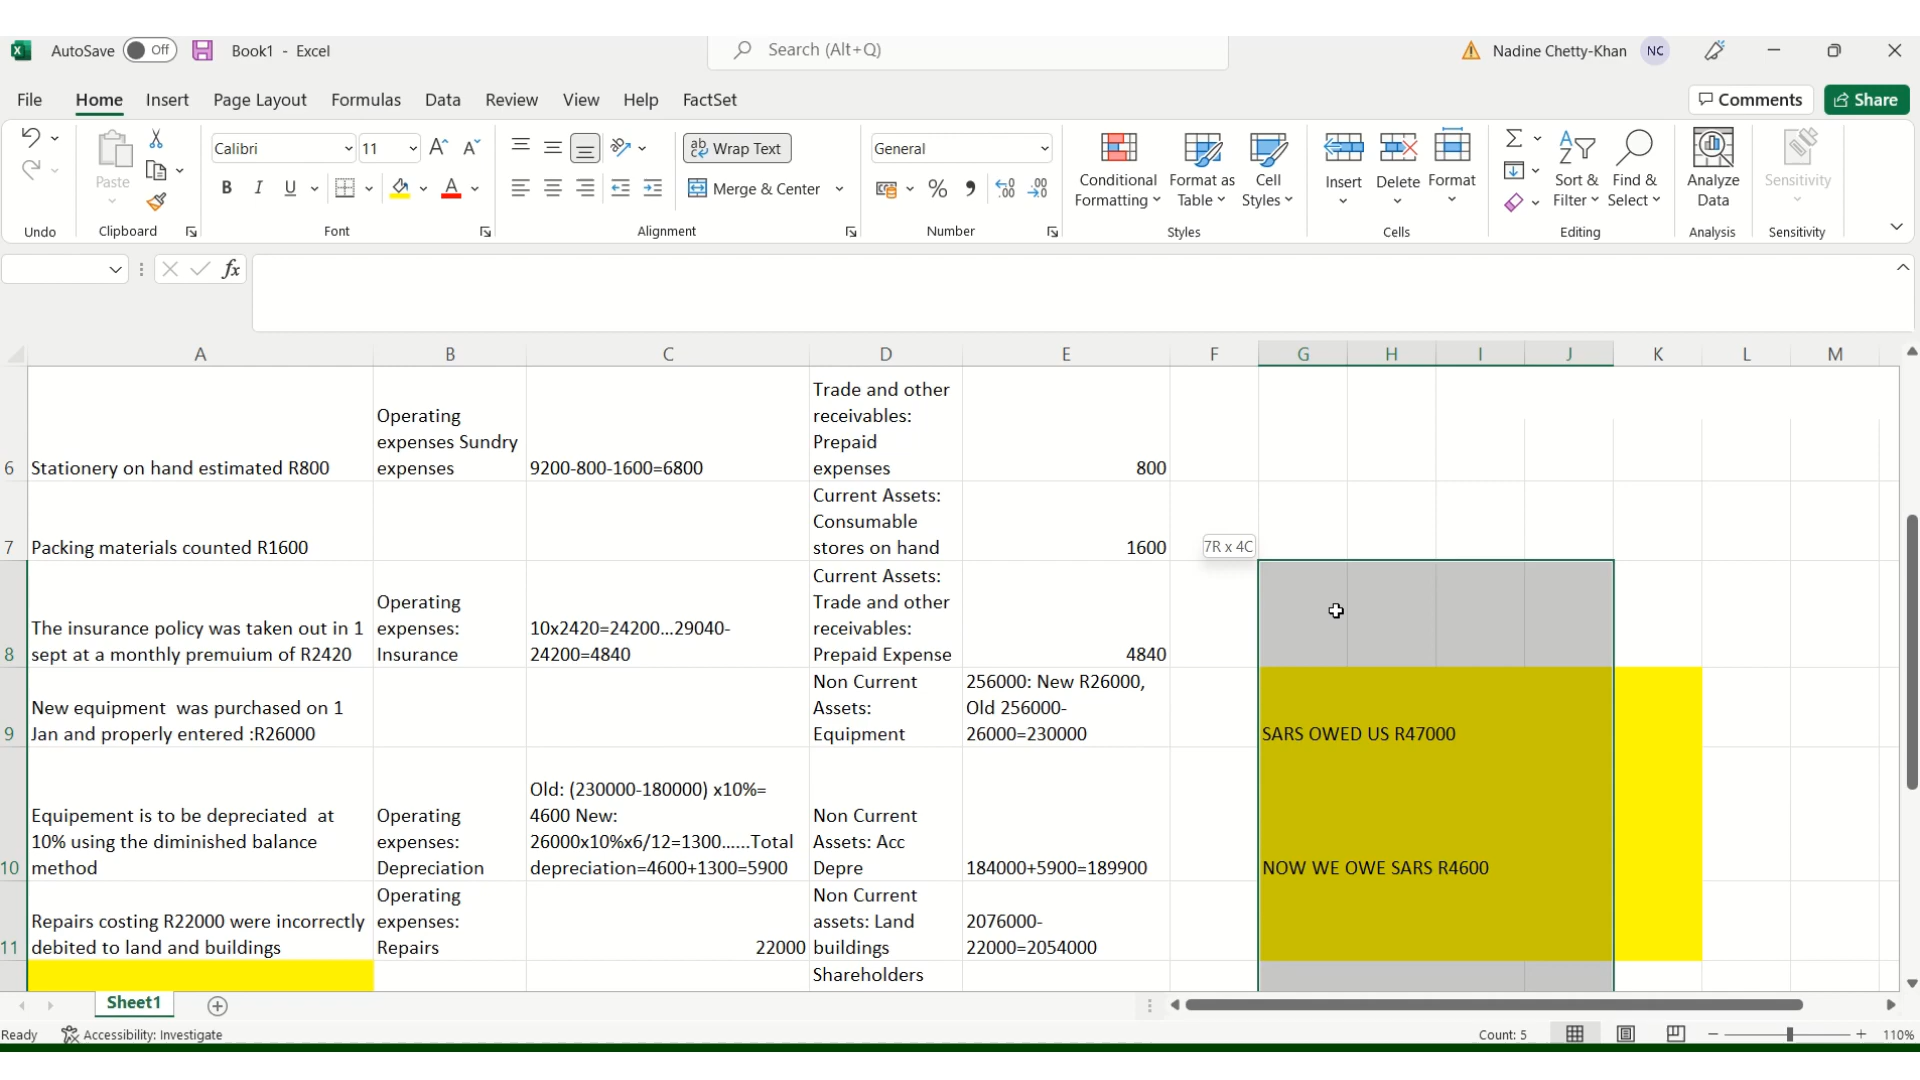 AutoSave Off Book1 - Excel Search (Alt+Q) Nadine Chetty-Khan NC
File Home Insert Page Layout Formulas Data Review View Help FactSet Comments Share
Calibri 11 Wrap Text General
Paste Merge & Center % Conditional Formatting Format as Table Cell Styles Insert Delete Format Sort & Filter Find & Select Analyze Data Sensitivity
Undo Clipboard Font Alignment Number Styles Cells Editing Analysis Sensitivity
fx
A B C D E F G H I J K L M
Trade and other
receivables:
Prepaid
expenses
Operating
expenses Sundry
expenses
6 Stationery on hand estimated R800 9200-800-1600=6800 800
Current Assets:
Consumable
stores on hand
7 Packing materials counted R1600 1600 7R x 4C
Current Assets:
Trade and other
receivables:
Prepaid Expense
Operating
expenses:
Insurance
8 The insurance policy was taken out in 1
sept at a monthly premuium of R2420
10x2420=24200...29040-
24200=4840
4840
Non Current
Assets:
Equipment
256000: New R26000,
Old 256000-
26000=230000
9 New equipment was purchased on 1
Jan and properly entered :R26000
SARS OWED US R47000
10 Equipement is to be depreciated at
10% using the diminished balance
method
Operating
expenses:
Depreciation
Old: (230000-180000) x10%=
4600 New:
26000x10%x6/12=1300......Total
depreciation=4600+1300=5900
Non Current
Assets: Acc
Depre
184000+5900=189900
NOW WE OWE SARS R4600
11 Repairs costing R22000 were incorrectly
debited to land and buildings
Operating
expenses:
Repairs
22000
Non Current
assets: Land
buildings
2076000-
22000=2054000
Shareholders
Sheet1
Ready Accessibility: Investigate Count: 5 110%